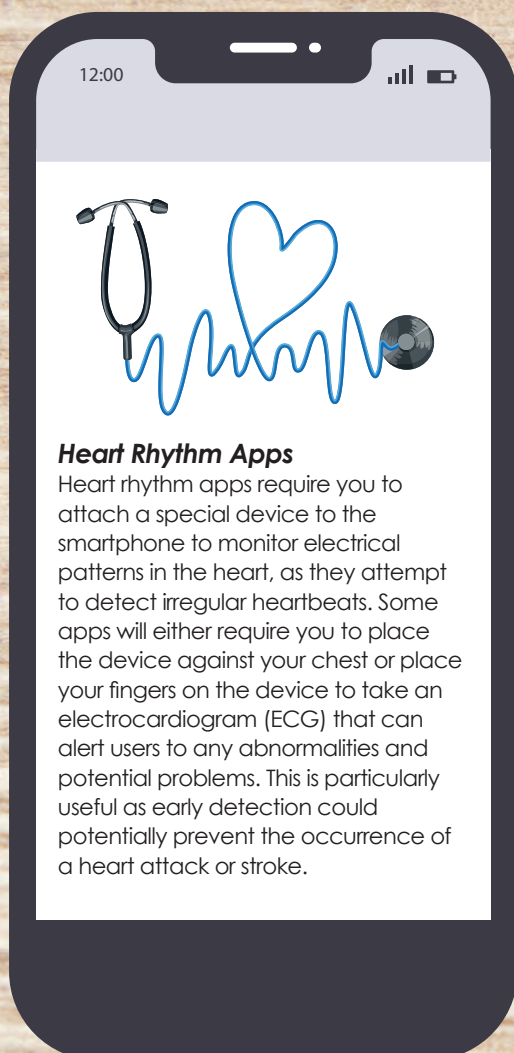 12:00
Heart Rhythm Apps
Heart rhythm apps require you to
attach a special device to the
smartphone to monitor electrical
patterns in the heart, as they attempt
to detect irregular heartbeats. Some
apps will either require you to place
the device against your chest or place
your fingers on the device to take an
electrocardiogram (ECG) that can
alert users to any abnormalities and
potential problems. This is particularly
useful as early detection could
potentially prevent the occurrence of
a heart attack or stroke.